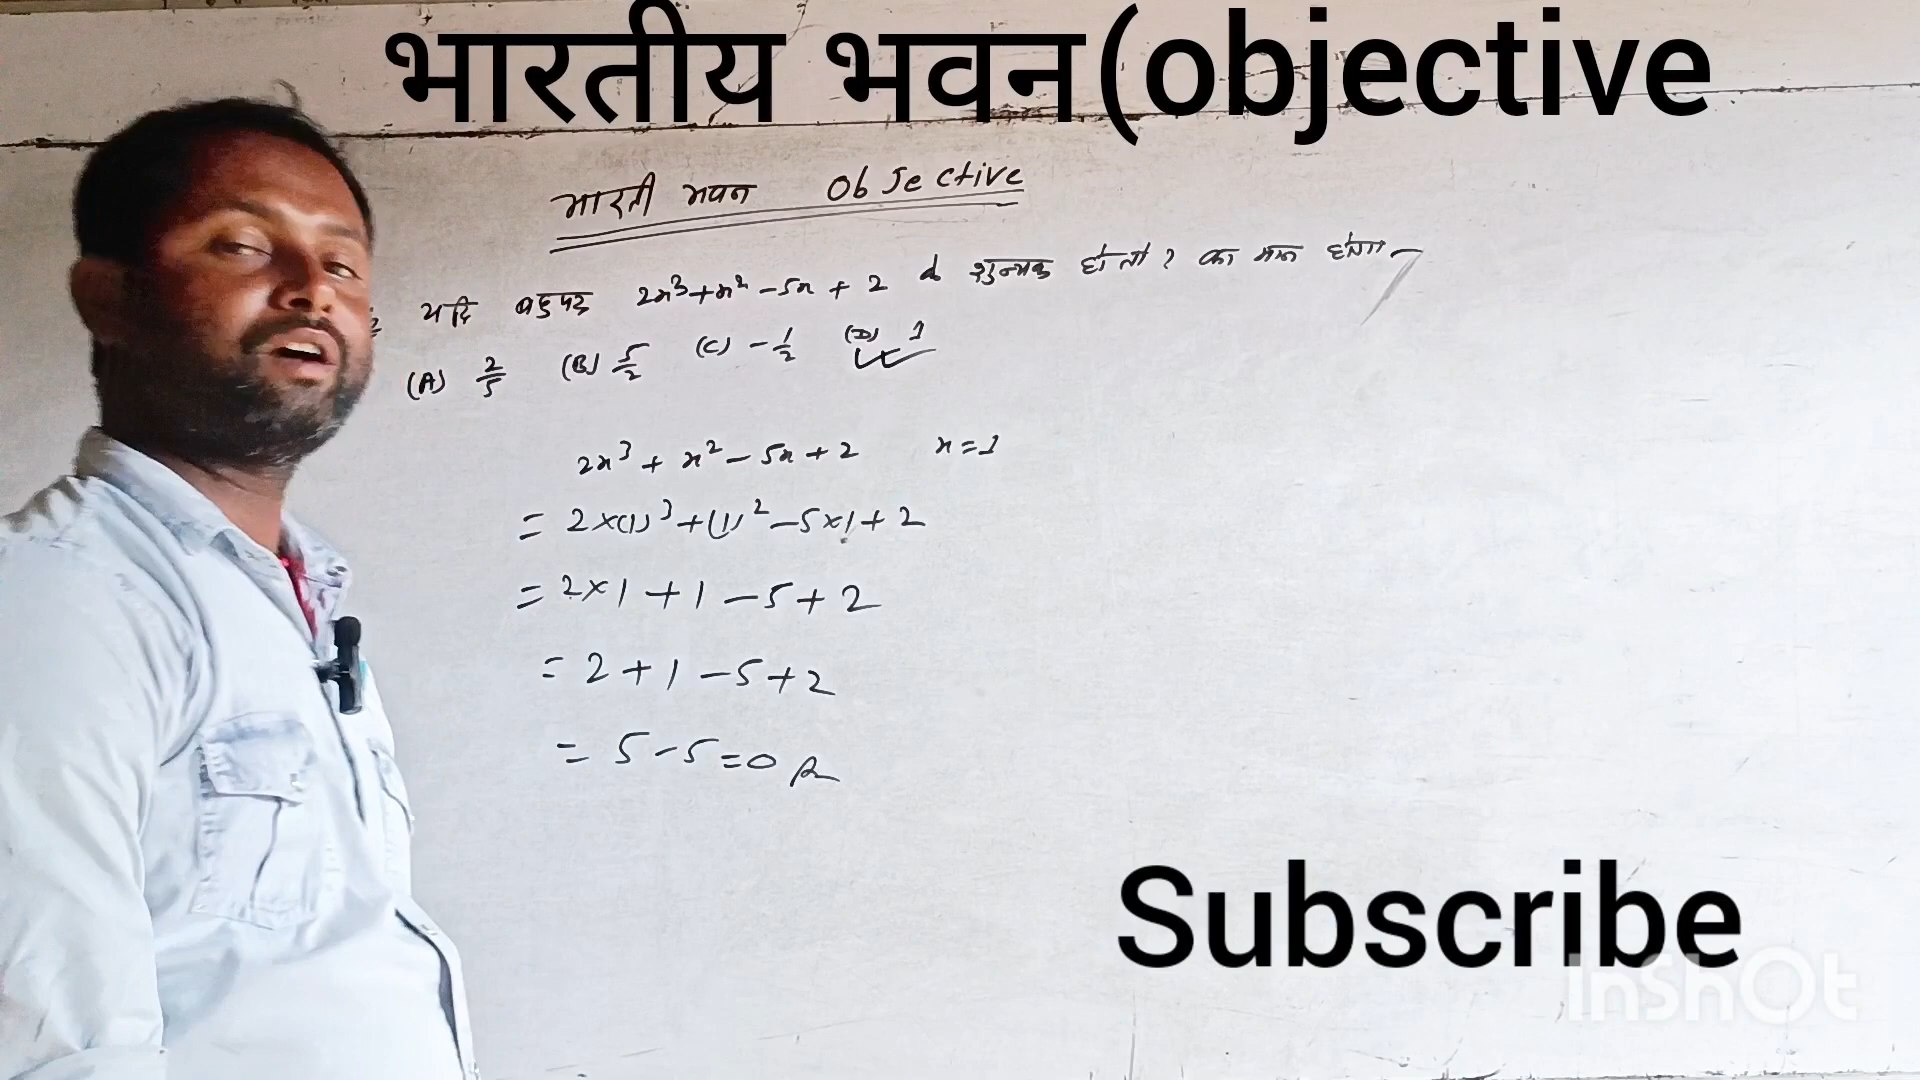 भारतीय भवन(objective
भारती भवन Objective
यदि बहुपद 2x³+x²-5x+2 के शुन्यक हो तो ? का मान होगा-
(A) 2/5 (B) 5/2 (C) -1/2 (D) 1
2x³ + x² - 5x + 2 x = 1
= 2×(1)³+(1)²-5×1+2
= 2×1+1-5+2
= 2+1-5+2
= 5-5=0
Subscribe
InShOt